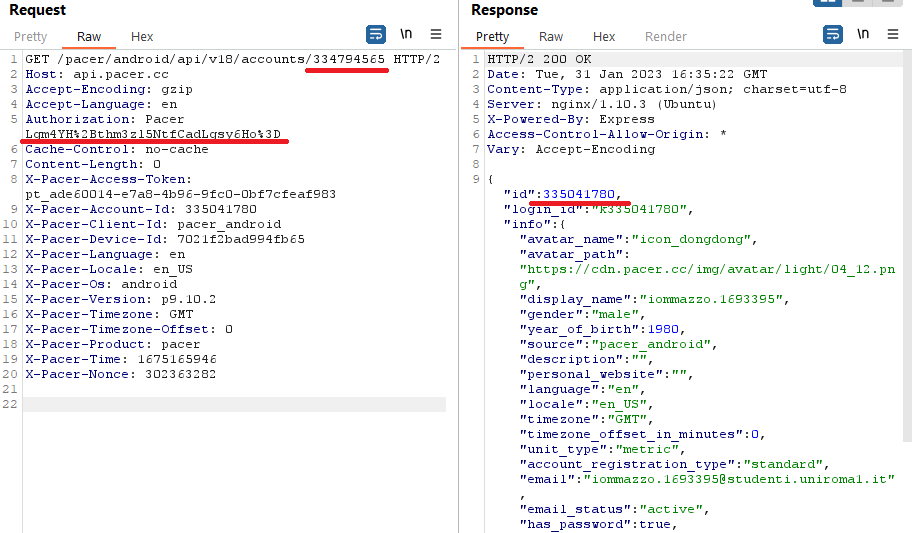 Request
Pretty Raw Hex \n
1 GET /pacer/android/api/v18/accounts/334794565 HTTP/2
2 Host: api.pacer.cc
3 Accept-Encoding: gzip
4 Accept-Language: en
5 Authorization: Pacer
Lqm4YH%2Bthm3zl5NtfCadLqsy6Ho%3D
6 Cache-Control: no-cache
7 Content-Length: 0
8 X-Pacer-Access-Token:
pt_ade60014-e7a8-4b96-9fc0-0bf7cfeaf983
9 X-Pacer-Account-Id: 335041780
10 X-Pacer-Client-Id: pacer_android
11 X-Pacer-Device-Id: 7021f2bad994fb65
12 X-Pacer-Language: en
13 X-Pacer-Locale: en_US
14 X-Pacer-Os: android
15 X-Pacer-Version: p9.10.2
16 X-Pacer-Timezone: GMT
17 X-Pacer-Timezone-Offset: 0
18 X-Pacer-Product: pacer
19 X-Pacer-Time: 1675165946
20 X-Pacer-Nonce: 302363282
21
22
Response
Pretty Raw Hex Render \n
1 HTTP/2 200 OK
2 Date: Tue, 31 Jan 2023 16:35:22 GMT
3 Content-Type: application/json; charset=utf-8
4 Server: nginx/1.10.3 (Ubuntu)
5 X-Powered-By: Express
6 Access-Control-Allow-Origin: *
7 Vary: Accept-Encoding
8
9 {
"id":335041780,
"login_id":"k335041780",
"info":{
"avatar_name":"icon_dongdong",
"avatar_path":
"https://cdn.pacer.cc/img/avatar/light/04_12.pn
g",
"display_name":"iommazzo.1693395",
"gender":"male",
"year_of_birth":1980,
"source":"pacer_android",
"description":"",
"personal_website":"",
"language":"en",
"locale":"en_US",
"timezone":"GMT",
"timezone_offset_in_minutes":0,
"unit_type":"metric",
"account_registration_type":"standard",
"email":"iommazzo.1693395@studenti.uniroma1.it"
,
"email_status":"active",
"has_password":true,